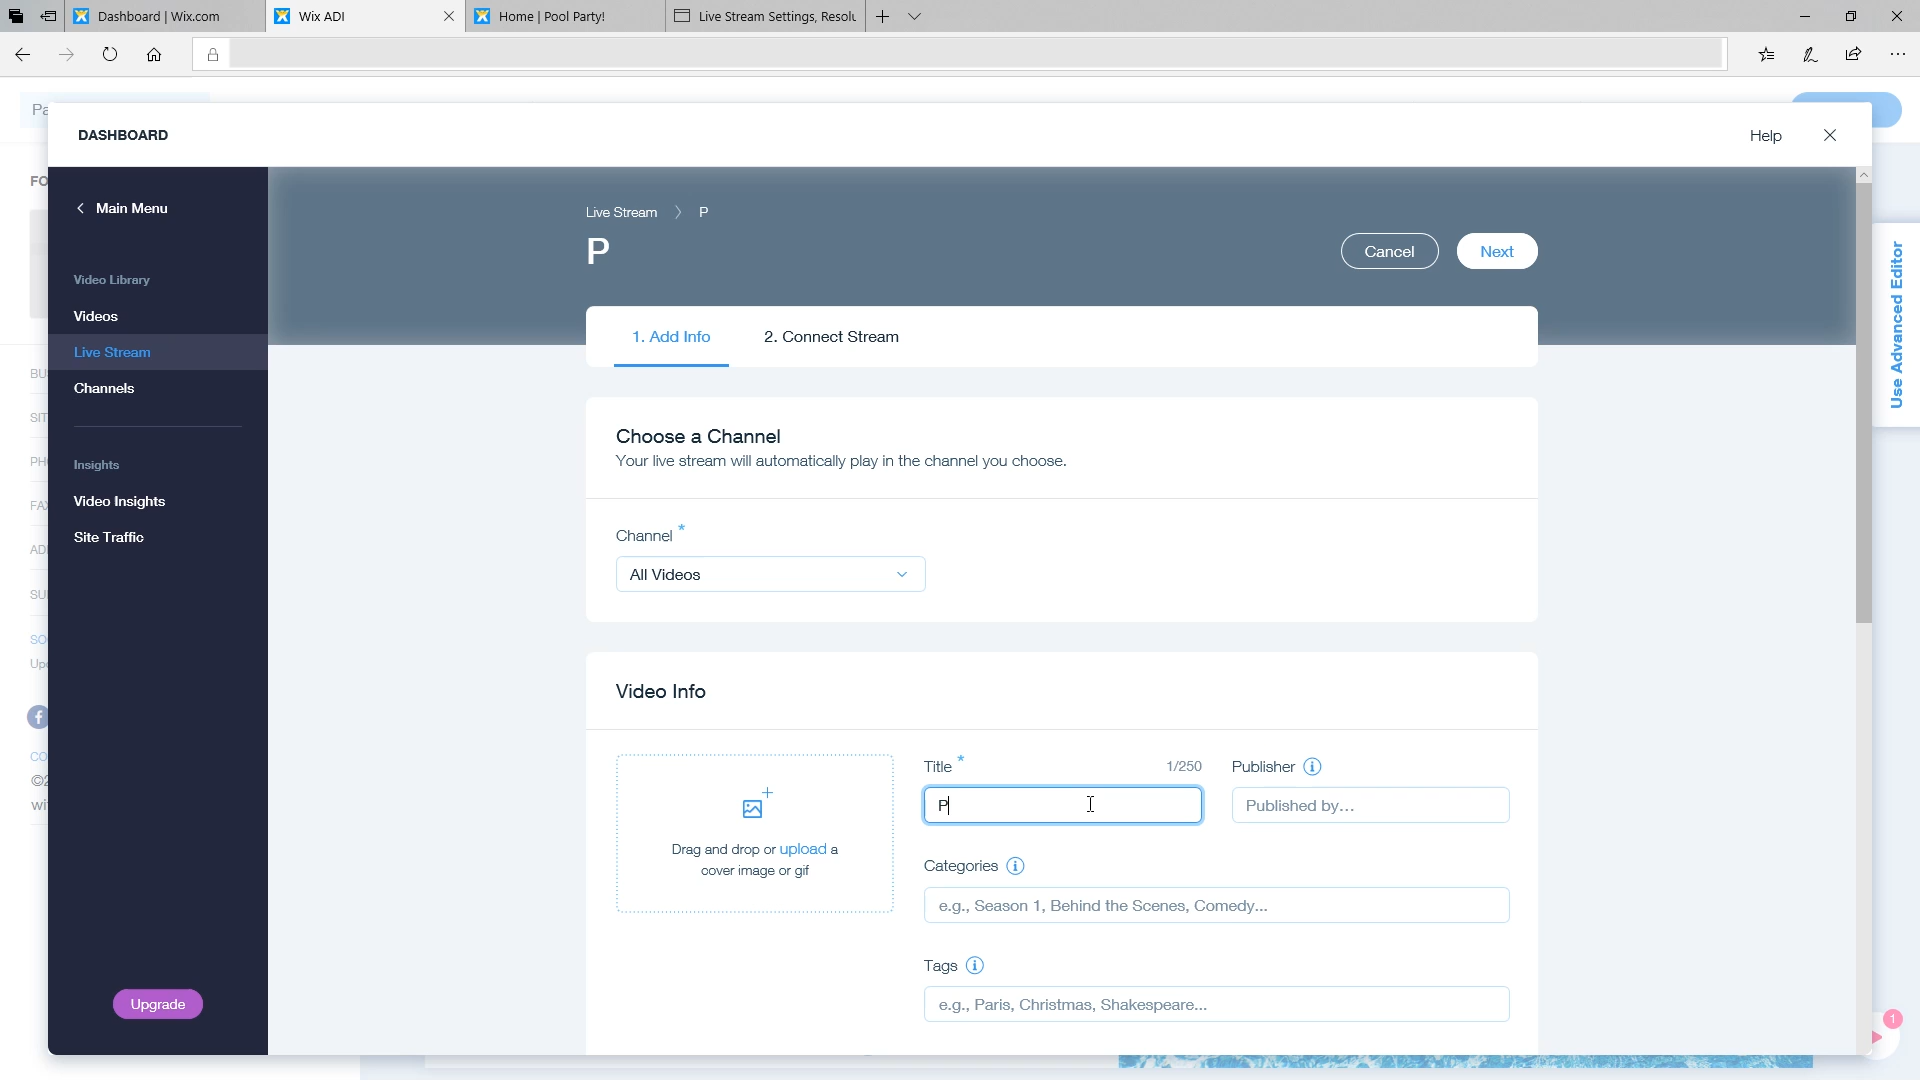 Dashboard | Wix.com
Wix ADI
Home | Pool Party!
Live Stream Settings, Resolu
DASHBOARD
Help
Main Menu
Video Library
Videos
Live Stream
Channels
Insights
Video Insights
Site Traffic
Upgrade
Live Stream > P
P
Cancel
Next
1. Add Info
2. Connect Stream
Choose a Channel
Your live stream will automatically play in the channel you choose.
Channel *
All Videos
Video Info
Drag and drop or upload a
cover image or gif
Title *
1/250
P
Publisher
Published by...
Categories
e.g., Season 1, Behind the Scenes, Comedy...
Tags
e.g., Paris, Christmas, Shakespeare...
Use Advanced Editor
1